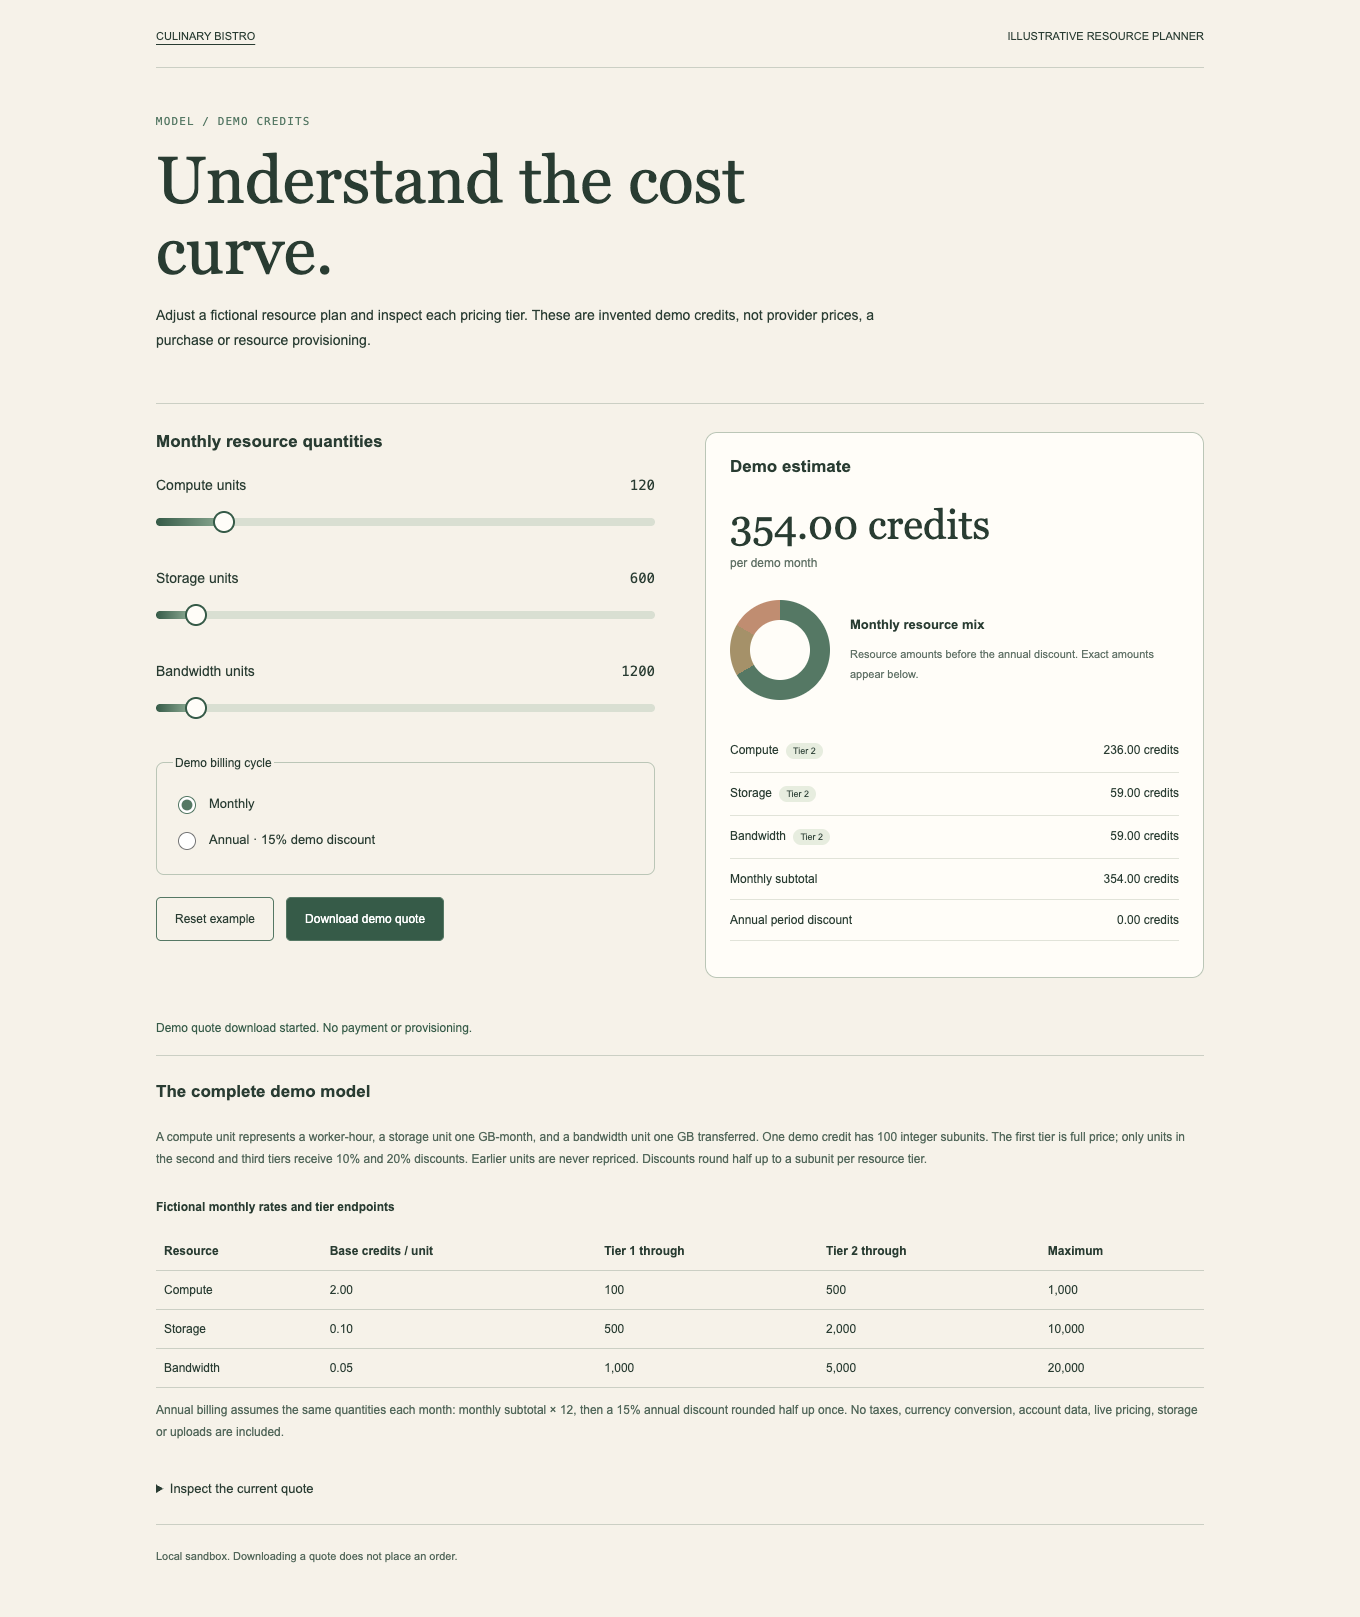 CULINARY BISTRO
ILLUSTRATIVE RESOURCE PLANNER
MODEL / DEMO CREDITS
Understand the cost
curve.
Adjust a fictional resource plan and inspect each pricing tier. These are invented demo credits, not provider prices, a
purchase or resource provisioning.
Monthly resource quantities
Compute units 120
Storage units 600
Bandwidth units 1200
Demo billing cycle
Monthly
Annual · 15% demo discount
Reset example
Download demo quote
Demo estimate
354.00 credits
per demo month
Monthly resource mix
Resource amounts before the annual discount. Exact amounts
appear below.
Compute Tier 2 236.00 credits
Storage Tier 2 59.00 credits
Bandwidth Tier 2 59.00 credits
Monthly subtotal 354.00 credits
Annual period discount 0.00 credits
Demo quote download started. No payment or provisioning.
The complete demo model
A compute unit represents a worker-hour, a storage unit one GB-month, and a bandwidth unit one GB transferred. One demo credit has 100 integer subunits. The first tier is full price; only units in
the second and third tiers receive 10% and 20% discounts. Earlier units are never repriced. Discounts round half up to a subunit per resource tier.
Fictional monthly rates and tier endpoints
Resource Base credits / unit Tier 1 through Tier 2 through Maximum
Compute 2.00 100 500 1,000
Storage 0.10 500 2,000 10,000
Bandwidth 0.05 1,000 5,000 20,000
Annual billing assumes the same quantities each month: monthly subtotal × 12, then a 15% annual discount rounded half up once. No taxes, currency conversion, account data, live pricing, storage
or uploads are included.
Inspect the current quote
Local sandbox. Downloading a quote does not place an order.